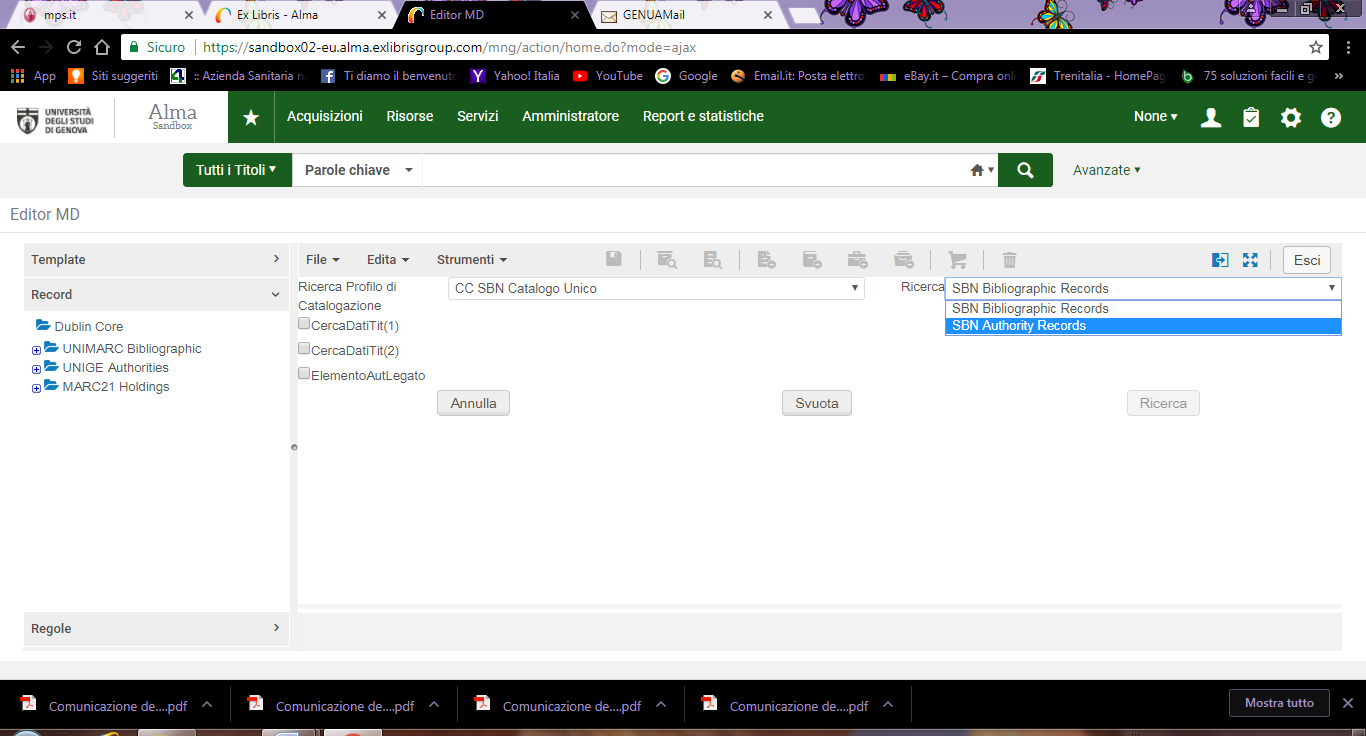 mps.it
Ex Libris - Alma
Editor MD
GENUAMail
Sicuro
https://sandbox02-eu.alma.exlibrisgroup.com/mng/action/home.do?mode=ajax
App
Siti suggeriti
:: Azienda Sanitaria n.
Ti diamo il benvenuto
Yahoo! Italia
YouTube
Google
Email.it: Posta elettro
eBay.it – Compra onli
Trenitalia - HomePag
75 soluzioni facili e g
»
UNIVERSITÀ
DEGLI STUDI
DI GENOVA
Alma
Sandbox
Acquisizioni
Risorse
Servizi
Amministratore
Report e statistiche
None
Tutti i Titoli
Parole chiave
Avanzate
Editor MD
Template
File
Edita
Strumenti
Esci
Record
Ricerca Profilo di
Catalogazione
CC SBN Catalogo Unico
Ricerca
SBN Bibliographic Records
SBN Bibliographic Records
SBN Authority Records
Dublin Core
UNIMARC Bibliographic
UNIGE Authorities
MARC21 Holdings
CercaDatiTit(1)
CercaDatiTit(2)
ElementoAutLegato
Annulla
Svuota
Ricerca
Regole
Comunicazione de....pdf
Comunicazione de....pdf
Comunicazione de....pdf
Comunicazione de....pdf
Mostra tutto